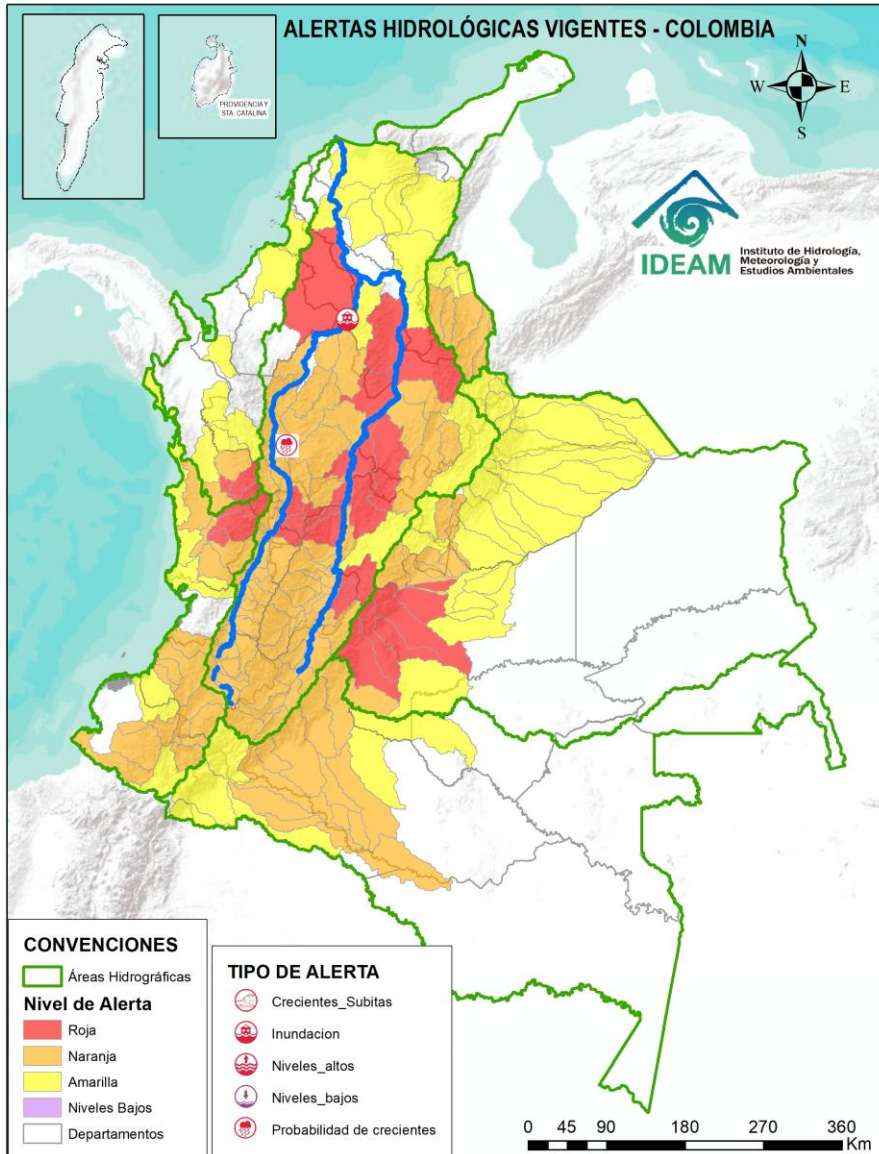 ALERTAS HIDROLÓGICAS VIGENTES - COLOMBIA
PROVIDENCIA Y
STA. CATALINA
N
W
E
S
IDEAM
Instituto de Hidrología,
Meteorología y
Estudios Ambientales
CONVENCIONES
Áreas Hidrográficas
Nivel de Alerta
Roja
Naranja
Amarilla
Niveles Bajos
Departamentos
TIPO DE ALERTA
Crecientes_Subitas
Inundacion
Niveles_altos
Niveles_bajos
Probabilidad de crecientes
0 45 90 180 270 360
Km